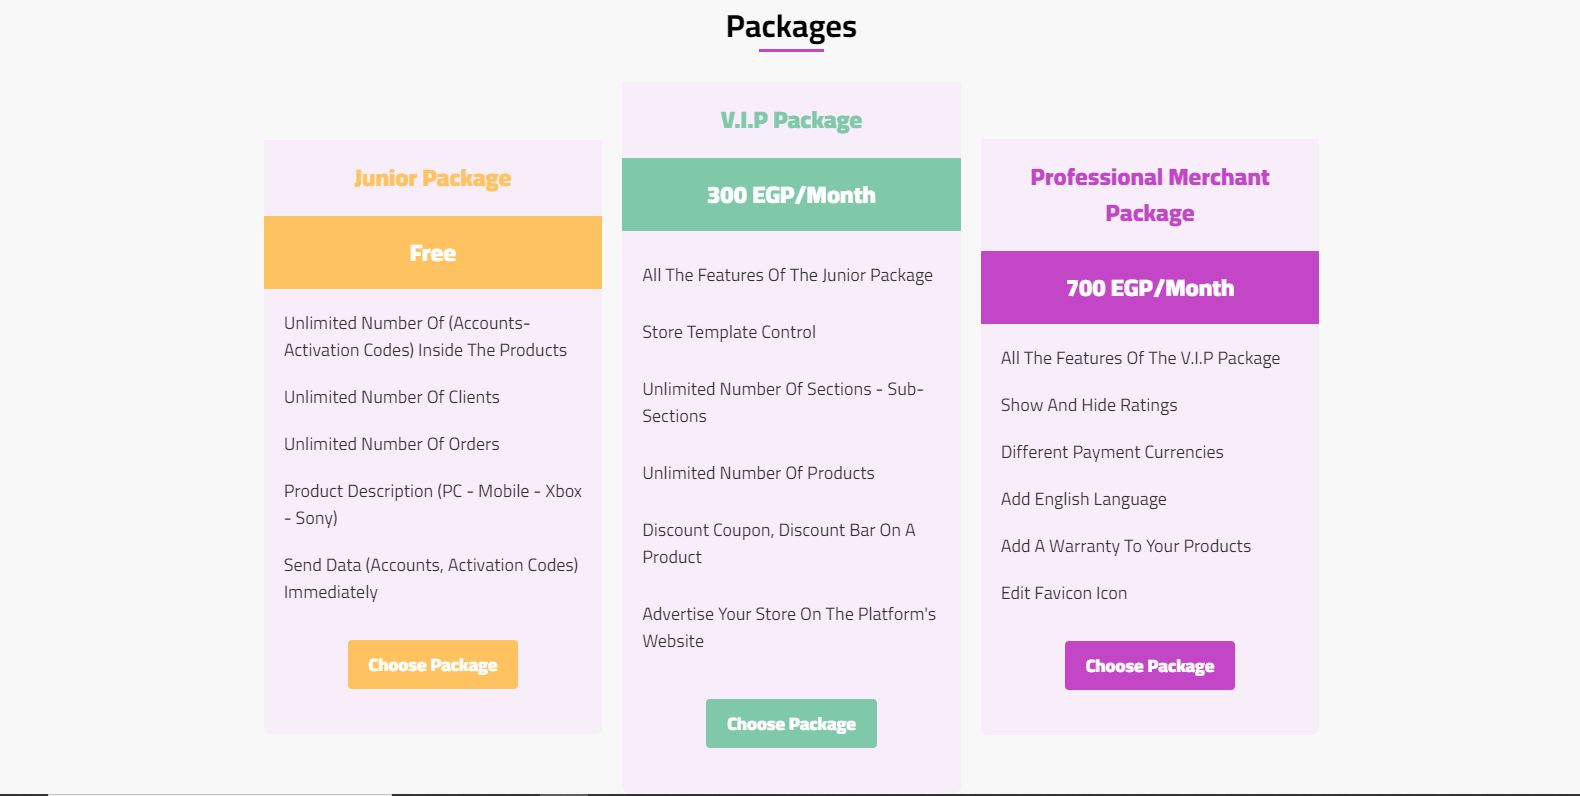 Packages
Junior Package
Free
Unlimited Number Of (Accounts-
Activation Codes) Inside The Products
Unlimited Number Of Clients
Unlimited Number Of Orders
Product Description (PC - Mobile - Xbox
- Sony)
Send Data (Accounts, Activation Codes)
Immediately
Choose Package
V.I.P Package
300 EGP/Month
All The Features Of The Junior Package
Store Template Control
Unlimited Number Of Sections - Sub-
Sections
Unlimited Number Of Products
Discount Coupon, Discount Bar On A
Product
Advertise Your Store On The Platform's
Website
Choose Package
Professional Merchant
Package
700 EGP/Month
All The Features Of The V.I.P Package
Show And Hide Ratings
Different Payment Currencies
Add English Language
Add A Warranty To Your Products
Edit Favicon Icon
Choose Package